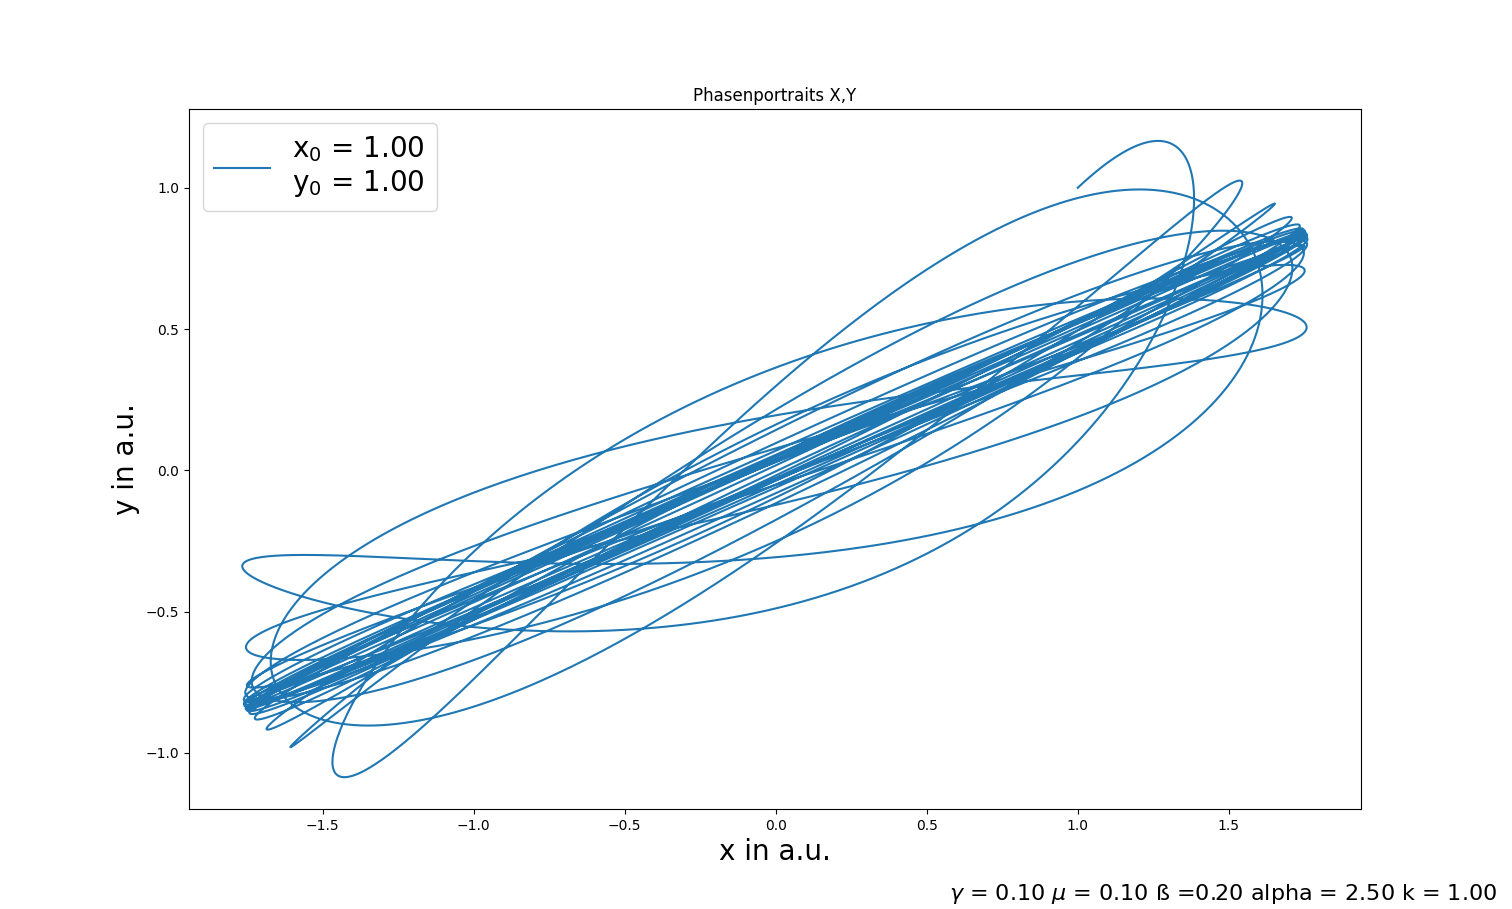 Phasenportraits X,Y
x₀ = 1.00
y₀ = 1.00
1.0
0.5
0.0
−0.5
−1.0
y in a.u.
−1.5
−1.0
−0.5
0.0
0.5
1.0
1.5
x in a.u.
γ = 0.10 μ = 0.10 ß =0.20 alpha = 2.50 k = 1.00